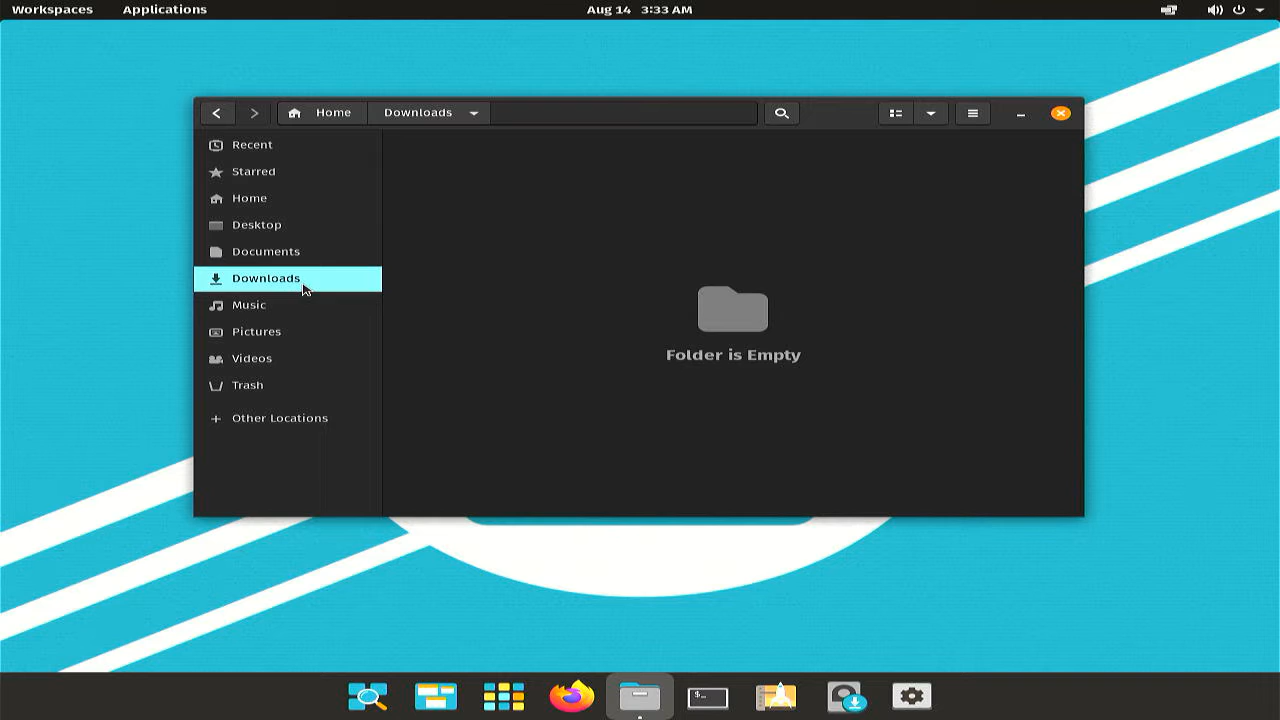 Workspaces Applications Aug 14 3:33 AM
Home Downloads
Recent
Starred
Home
Desktop
Documents
Downloads
Music
Pictures
Videos
Trash
Other Locations
Folder is Empty